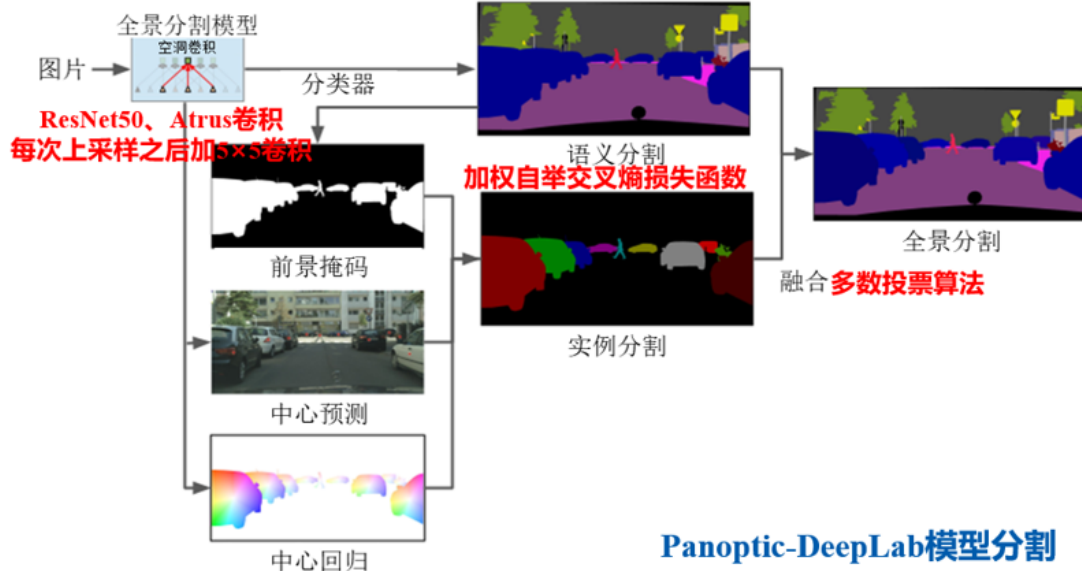 全景分割模型
空洞卷积
图片
分类器
ResNet50、Atrus卷积
每次上采样之后加5×5卷积
语义分割
加权自举交叉熵损失函数
前景掩码
全景分割
融合 多数投票算法
实例分割
中心预测
中心回归
Panoptic-DeepLab模型分割